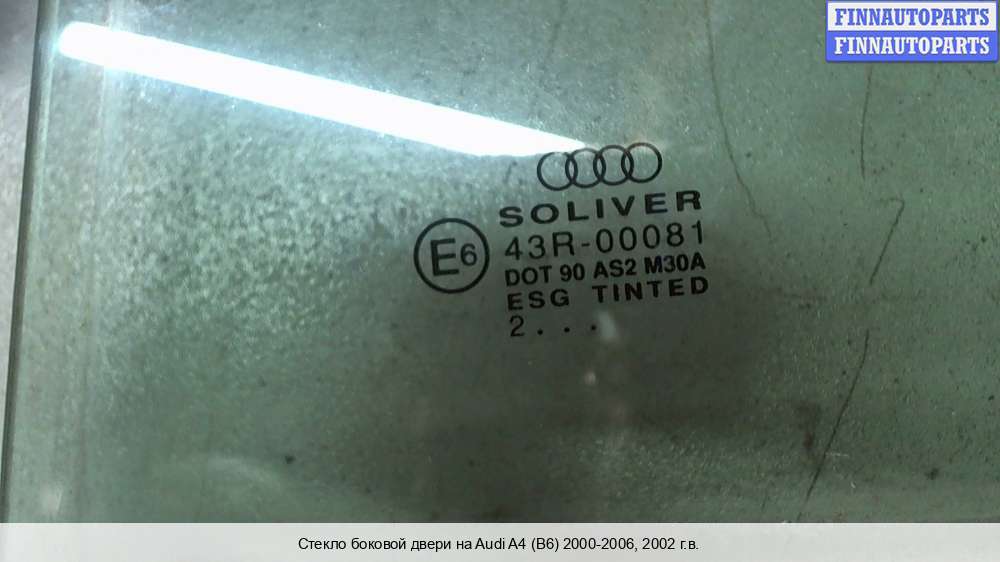 FINNAUTOPARTS
FINNAUTOPARTS
SOLIVER
E6 43R-00081
DOT 90 AS2 M30A
ESG TINTED
2...
Стекло боковой двери на Audi A4 (B6) 2000-2006, 2002 г.в.